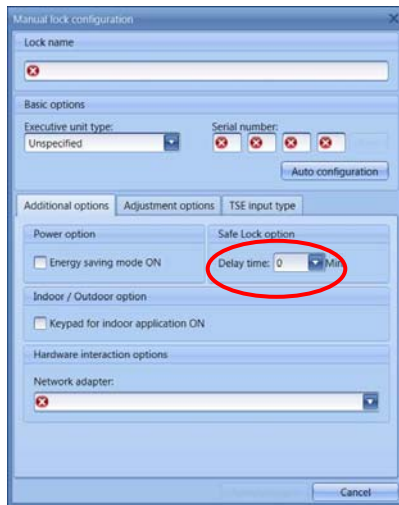 Manual lock configuration
Lock name
Basic options
Executive unit type: Serial number:
Unspecified
Auto configuration
Additional options Adjustment options TSE input type
Power option Safe Lock option
Energy saving mode ON Delay time: 0 Min
Indoor / Outdoor option
Keypad for indoor application ON
Hardware interaction options
Network adapter:
Cancel